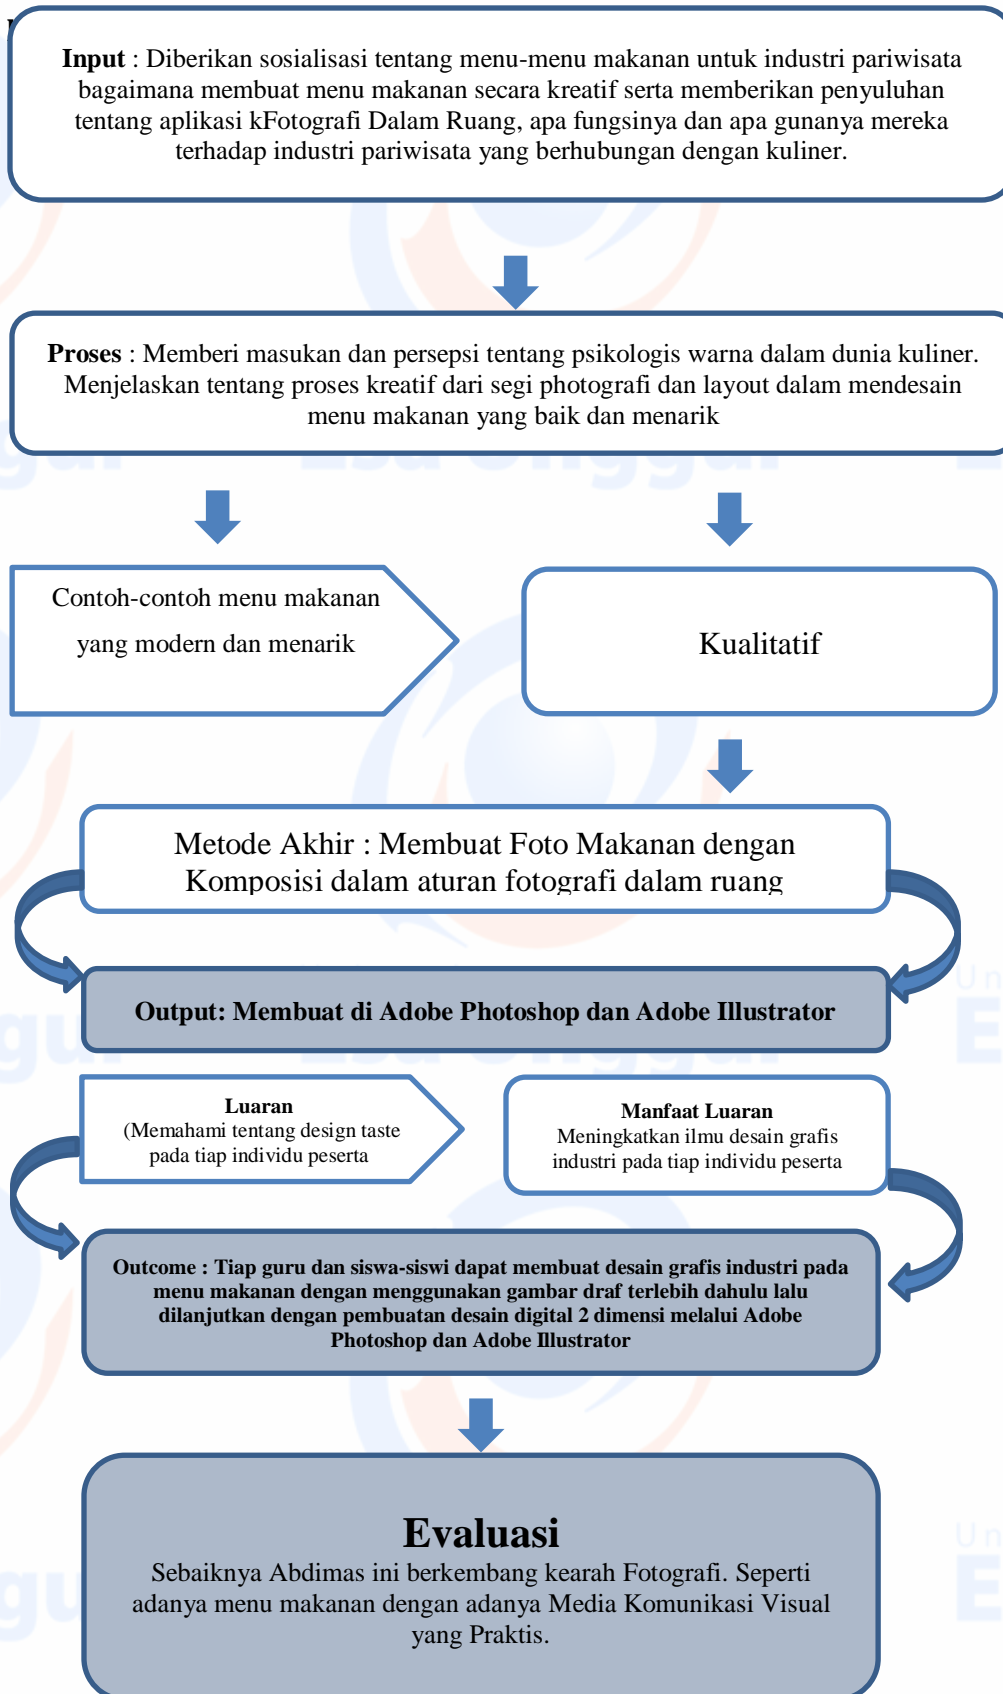 Input : Diberikan sosialisasi tentang menu-menu makanan untuk industri pariwisata
bagaimana membuat menu makanan secara kreatif serta memberikan penyuluhan
tentang aplikasi kFotografi Dalam Ruang, apa fungsinya dan apa gunanya mereka
terhadap industri pariwisata yang berhubungan dengan kuliner.
Proses : Memberi masukan dan persepsi tentang psikologis warna dalam dunia kuliner.
Menjelaskan tentang proses kreatif dari segi photografi dan layout dalam mendesain
menu makanan yang baik dan menarik
Contoh-contoh menu makanan
yang modern dan menarik
Kualitatif
Metode Akhir : Membuat Foto Makanan dengan
Komposisi dalam aturan fotografi dalam ruang
Output: Membuat di Adobe Photoshop dan Adobe Illustrator
Luaran
(Memahami tentang design taste
pada tiap individu peserta
Manfaat Luaran
Meningkatkan ilmu desain grafis
industri pada tiap individu peserta
Outcome : Tiap guru dan siswa-siswi dapat membuat desain grafis industri pada
menu makanan dengan menggunakan gambar draf terlebih dahulu lalu
dilanjutkan dengan pembuatan desain digital 2 dimensi melalui Adobe
Photoshop dan Adobe Illustrator
Evaluasi
Sebaiknya Abdimas ini berkembang kearah Fotografi. Seperti
adanya menu makanan dengan adanya Media Komunikasi Visual
yang Praktis.